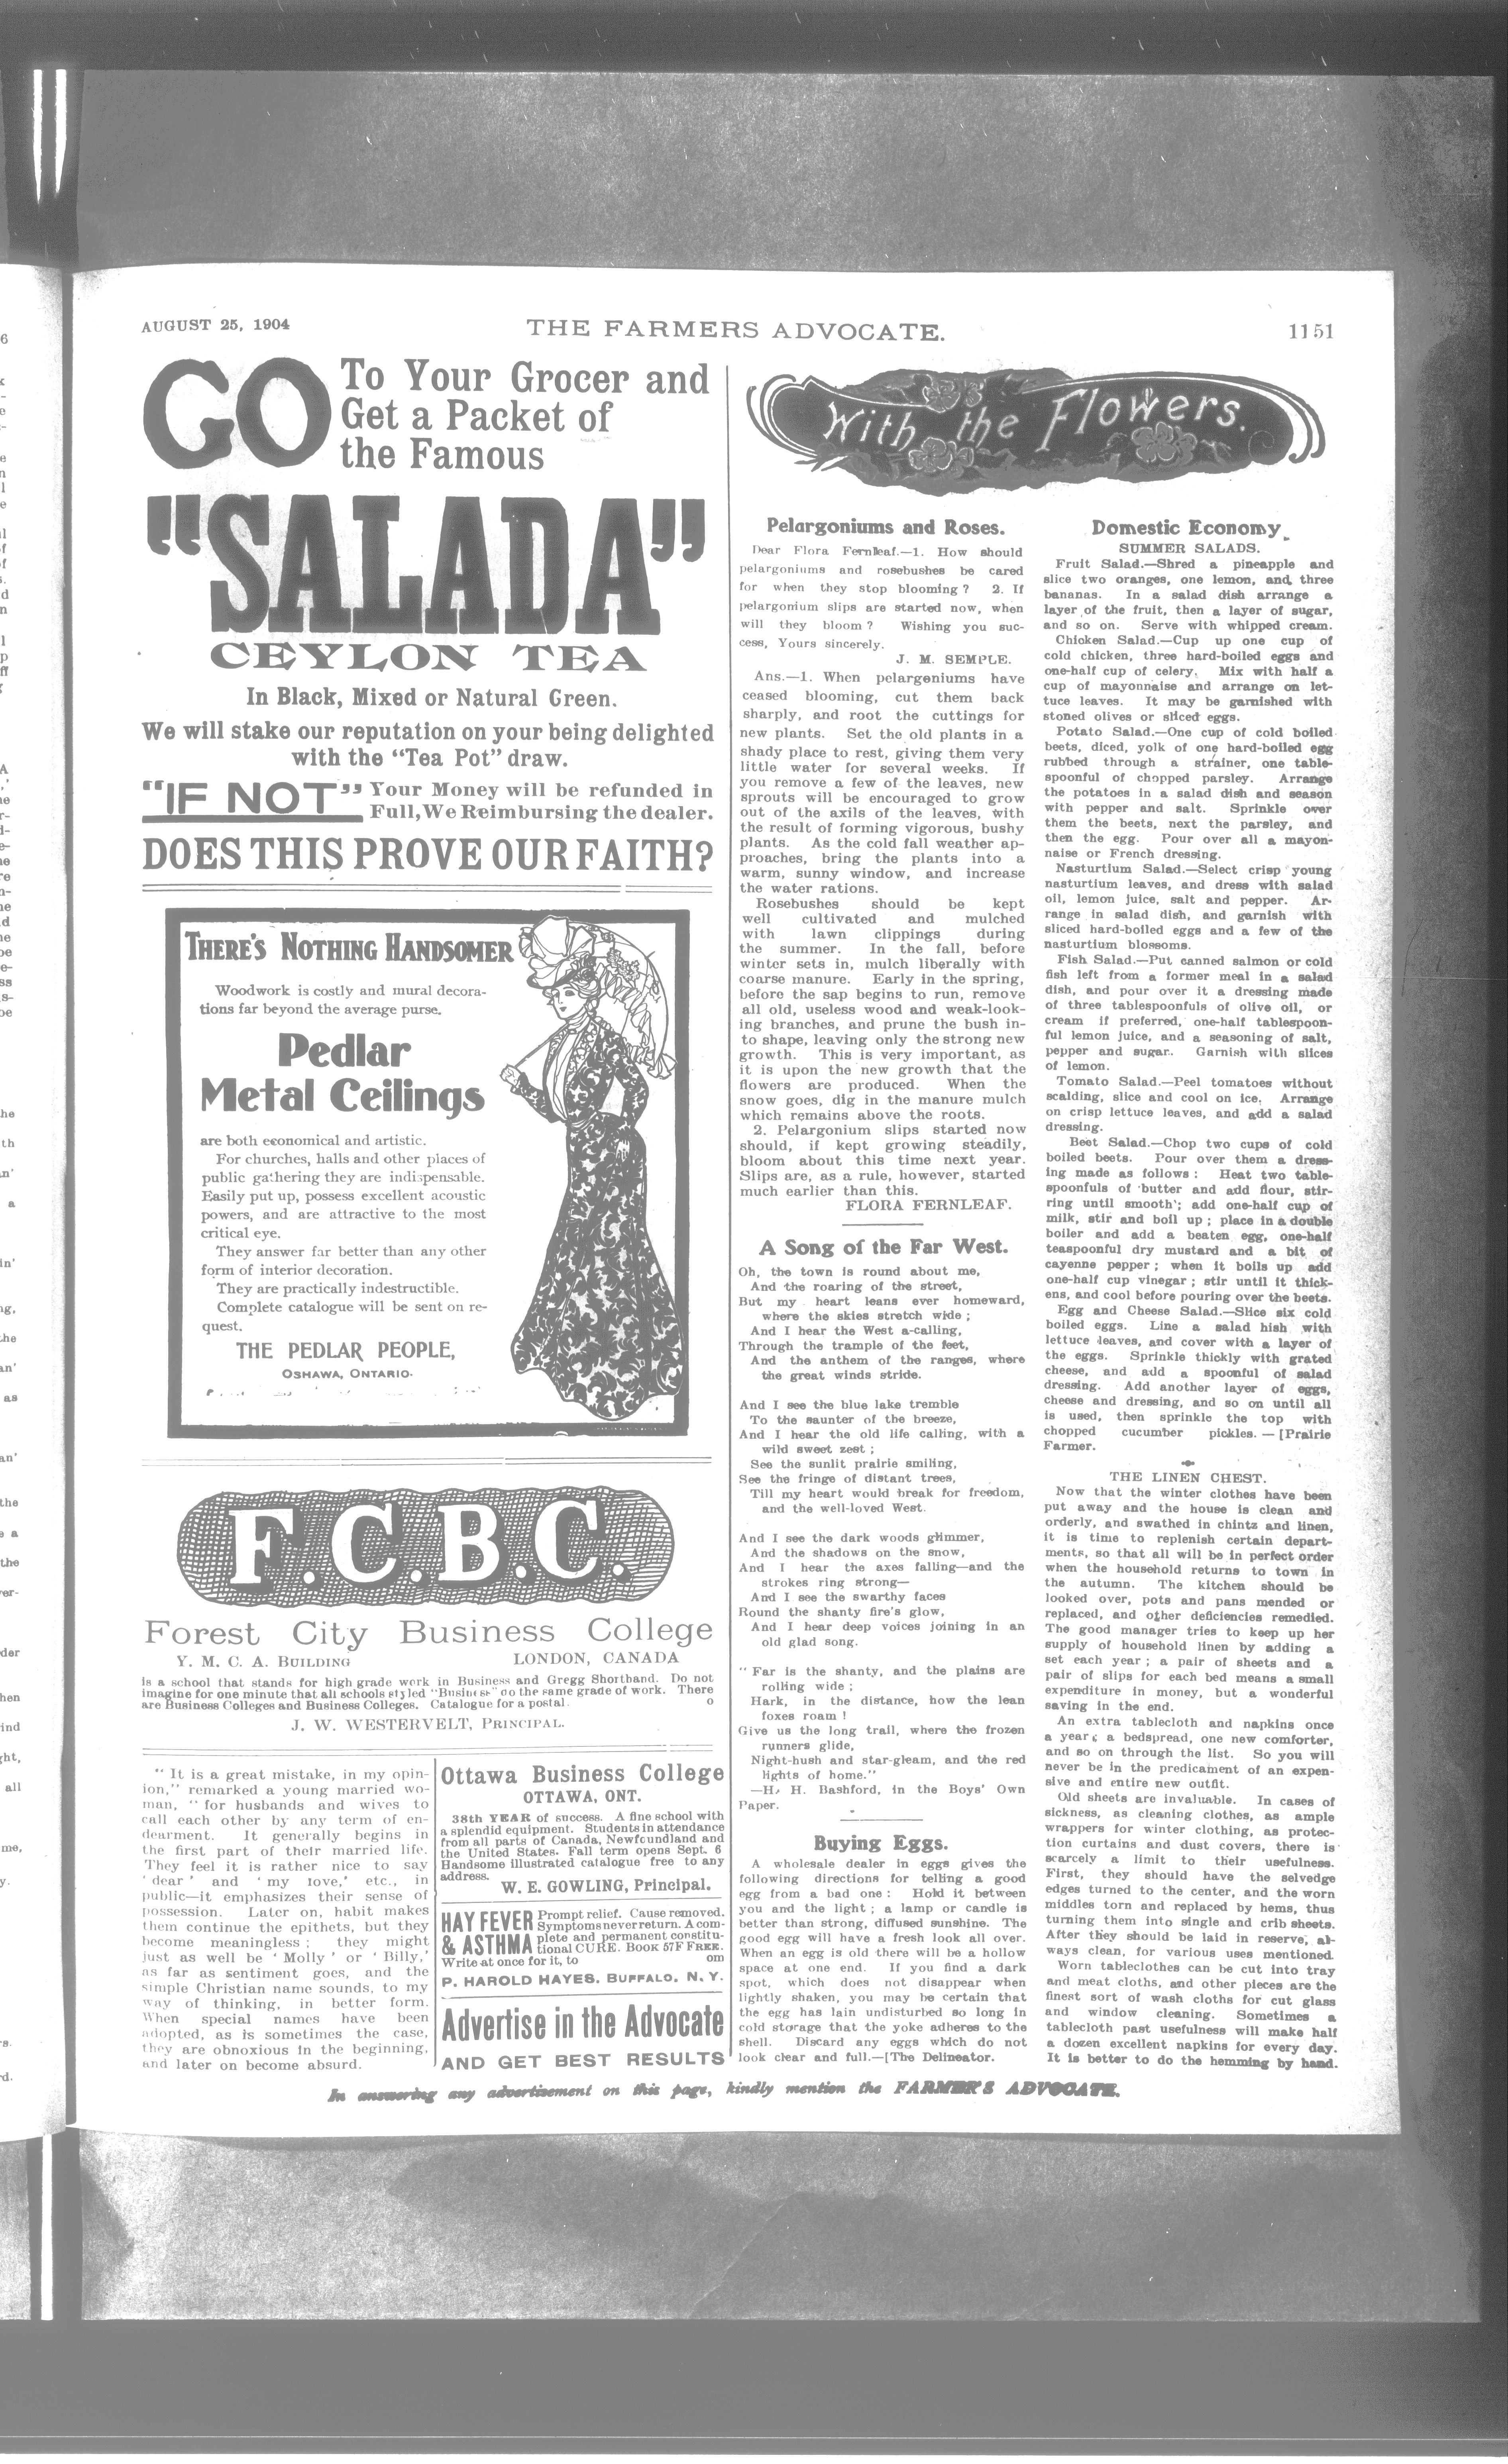 AUGUST 25, 1904
THE FARMERS ADVOCATE.
1151
GO To Your Grocer and
Get a Packet of
the Famous
"SALADA"
CEYLON TEA
In Black, Mixed or Natural Green.
We will stake our reputation on your being delighted
with the "Tea Pot" draw.
"IF NOT" Your Money will be refunded in
Full, We Reimbursing the dealer.
DOES THIS PROVE OUR FAITH?
THERE'S NOTHING HANDSOMER
Woodwork is costly and mural decora-
tions far beyond the average purse.
Pedlar
Metal Ceilings
are both economical and artistic.
For churches, halls and other places of
public gathering they are indispensable.
Easily put up, possess excellent acoustic
powers, and are attractive to the most
critical eye.
They answer far better than any other
form of interior decoration.
They are practically indestructible.
Complete catalogue will be sent on re-
quest.
THE PEDLAR PEOPLE,
OSHAWA, ONTARIO.
F.C.B.C.
Forest City Business College
Y. M. C. A. BUILDING LONDON, CANADA
is a school that stands for high grade work in Business and Gregg Shorthand. Do not
imagine for one minute that all schools styled "Business" do the same grade of work. There
are Business Colleges and Business Colleges. Catalogue for a postal. o
J. W. WESTERVELT, PRINCIPAL.
" It is a great mistake, in my opin-
ion," remarked a young married wo-
man, " for husbands and wives to
call each other by any term of en-
dearment. It generally begins in
the first part of their married life.
They feel it is rather nice to say
' dear ' and ' my love,' etc., in
public—it emphasizes their sense of
possession. Later on, habit makes
them continue the epithets, but they
become meaningless ; they might
just as well be ' Molly ' or ' Billy,'
as far as sentiment goes, and the
simple Christian name sounds, to my
way of thinking, in better form.
When special names have been
adopted, as is sometimes the case,
they are obnoxious in the beginning,
and later on become absurd.
Ottawa Business College
OTTAWA, ONT.
38th YEAR of success. A fine school with
a splendid equipment. Students in attendance
from all parts of Canada, Newfoundland and
the United States. Fall term opens Sept. 6
Handsome illustrated catalogue free to any
address.
W. E. GOWLING, Principal.
HAY FEVER
& ASTHMA
Prompt relief. Cause removed.
Symptoms never return. A com-
plete and permanent constitu-
tional CURE. BOOK 57F FREE.
Write at once for it, to om
P. HAROLD HAYES, BUFFALO, N. Y.
Advertise in the Advocate
AND GET BEST RESULTS
With the Flowers.
Pelargoniums and Roses.
Dear Flora Fernleaf.—1. How should
pelargoniums and rosebushes be cared
for when they stop blooming ? 2. If
pelargonium slips are started now, when
will they bloom ? Wishing you suc-
cess, Yours sincerely.
J. M. SEMPLE.
Ans.—1. When pelargoniums have
ceased blooming, cut them back
sharply, and root the cuttings for
new plants. Set the old plants in a
shady place to rest, giving them very
little water for several weeks. If
you remove a few of the leaves, new
sprouts will be encouraged to grow
out of the axils of the leaves, with
the result of forming vigorous, bushy
plants. As the cold fall weather ap-
proaches, bring the plants into a
warm, sunny window, and increase
the water rations.
Rosebushes should be kept
well cultivated and mulched
with lawn clippings during
the summer. In the fall, before
winter sets in, mulch liberally with
coarse manure. Early in the spring,
before the sap begins to run, remove
all old, useless wood and weak-look-
ing branches, and prune the bush in-
to shape, leaving only the strong new
growth. This is very important, as
it is upon the new growth that the
flowers are produced. When the
snow goes, dig in the manure mulch
which remains above the roots.
2. Pelargonium slips started now
should, if kept growing steadily,
bloom about this time next year.
Slips are, as a rule, however, started
much earlier than this.
FLORA FERNLEAF.
A Song of the Far West.
Oh, the town is round about me,
And the roaring of the street,
But my heart leans ever homeward,
where the skies stretch wide ;
And I hear the West a-calling,
Through the trample of the feet,
And the anthem of the ranges, where
the great winds stride.
And I see the blue lake tremble
To the saunter of the breeze,
And I hear the old life calling, with a
wild sweet zest ;
See the sunlit prairie smiling,
See the fringe of distant trees,
Till my heart would break for freedom,
and the well-loved West.
And I see the dark woods glimmer,
And the shadows on the snow,
And I hear the axes falling—and the
strokes ring strong—
And I see the swarthy faces
Round the shanty fire's glow,
And I hear deep voices joining in an
old glad song.
" Far is the shanty, and the plains are
rolling wide ;
Hark, in the distance, how the lean
foxes roam !
Give us the long trail, where the frozen
runners glide,
Night-hush and star-gleam, and the red
lights of home."
—H. H. Bashford, in the Boys' Own
Paper.
Buying Eggs.
A wholesale dealer in eggs gives the
following directions for telling a good
egg from a bad one : Hold it between
you and the light ; a lamp or candle is
better than strong, diffused sunshine. The
good egg will have a fresh look all over.
When an egg is old there will be a hollow
space at one end. If you find a dark
spot, which does not disappear when
lightly shaken, you may be certain that
the egg has lain undisturbed so long in
cold storage that the yoke adheres to the
shell. Discard any eggs which do not
look clear and full.—[The Delineator.
Domestic Economy.
SUMMER SALADS.
Fruit Salad.—Shred a pineapple and
slice two oranges, one lemon, and three
bananas. In a salad dish arrange a
layer of the fruit, then a layer of sugar,
and so on. Serve with whipped cream.
Chicken Salad.—Cup up one cup of
cold chicken, three hard-boiled eggs and
one-half cup of celery. Mix with half a
cup of mayonnaise and arrange on let-
tuce leaves. It may be garnished with
stoned olives or sliced eggs.
Potato Salad.—One cup of cold boiled
beets, diced, yolk of one hard-boiled egg
rubbed through a strainer, one table-
spoonful of chopped parsley. Arrange
the potatoes in a salad dish and season
with pepper and salt. Sprinkle over
them the beets, next the parsley, and
then the egg. Pour over all a mayon-
naise or French dressing.
Nasturtium Salad.—Select crisp young
nasturtium leaves, and dress with salad
oil, lemon juice, salt and pepper. Ar-
range in salad dish, and garnish with
sliced hard-boiled eggs and a few of the
nasturtium blossoms.
Fish Salad.—Put canned salmon or cold
fish left from a former meal in a salad
dish, and pour over it a dressing made
of three tablespoonfuls of olive oil, or
cream if preferred, one-half tablespoon-
ful lemon juice, and a seasoning of salt,
pepper and sugar. Garnish with slices
of lemon.
Tomato Salad.—Peel tomatoes without
scalding, slice and cool on ice. Arrange
on crisp lettuce leaves, and add a salad
dressing.
Beet Salad.—Chop two cups of cold
boiled beets. Pour over them a dress-
ing made as follows : Heat two table-
spoonfuls of butter and add flour, stir-
ring until smooth ; add one-half cup of
milk, stir and boil up ; place in a double
boiler and add a beaten egg, one-half
teaspoonful dry mustard and a bit of
cayenne pepper ; when it boils up add
one-half cup vinegar ; stir until it thick-
ens, and cool before pouring over the beets.
Egg and Cheese Salad.—Slice six cold
boiled eggs. Line a salad hish with
lettuce leaves, and cover with a layer of
the eggs. Sprinkle thickly with grated
cheese, and add a spoonful of salad
dressing. Add another layer of eggs,
cheese and dressing, and so on until all
is used, then sprinkle the top with
chopped cucumber pickles. — [Prairie
Farmer.
THE LINEN CHEST.
Now that the winter clothes have been
put away and the house is clean and
orderly, and swathed in chintz and linen,
it is time to replenish certain depart-
ments, so that all will be in perfect order
when the household returns to town in
the autumn. The kitchen should be
looked over, pots and pans mended or
replaced, and other deficiencies remedied.
The good manager tries to keep up her
supply of household linen by adding a
set each year ; a pair of sheets and a
pair of slips for each bed means a small
expenditure in money, but a wonderful
saving in the end.
An extra tablecloth and napkins once
a year ; a bedspread, one new comforter,
and so on through the list. So you will
never be in the predicament of an expen-
sive and entire new outfit.
Old sheets are invaluable. In cases of
sickness, as cleaning clothes, as ample
wrappers for winter clothing, as protec-
tion curtains and dust covers, there is
scarcely a limit to their usefulness.
First, they should have the selvedge
edges turned to the center, and the worn
middles torn and replaced by hems, thus
turning them into single and crib sheets.
After they should be laid in reserve, al-
ways clean, for various uses mentioned.
Worn tableclothes can be cut into tray
and meat cloths, and other pieces are the
finest sort of wash cloths for cut glass
and window cleaning. Sometimes a
tablecloth past usefulness will make half
a dozen excellent napkins for every day.
It is better to do the hemming by hand.
In answering any advertisement on this page, kindly mention the FARMER'S ADVOCATE.